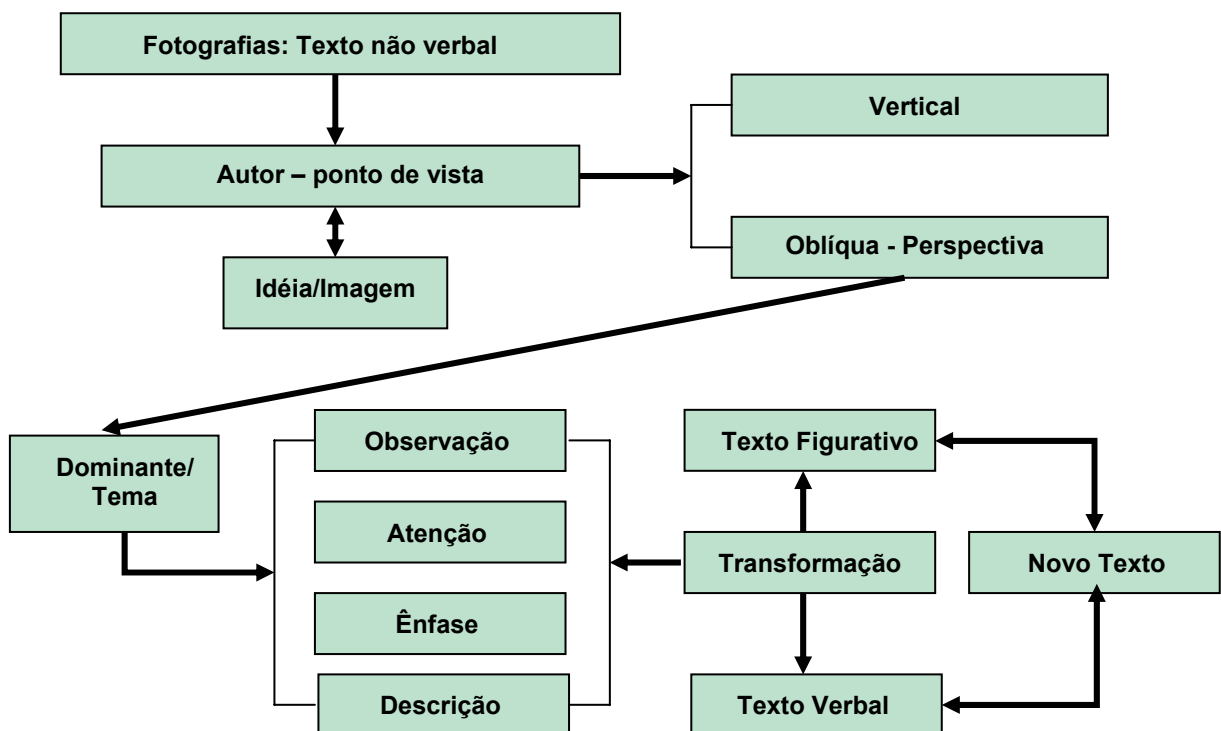 Fotografias: Texto não verbal
Vertical
Autor – ponto de vista
Oblíqua - Perspectiva
Idéia/Imagem
Dominante/
Tema
Observação
Atenção
Ênfase
Descrição
Texto Figurativo
Transformação
Novo Texto
Texto Verbal